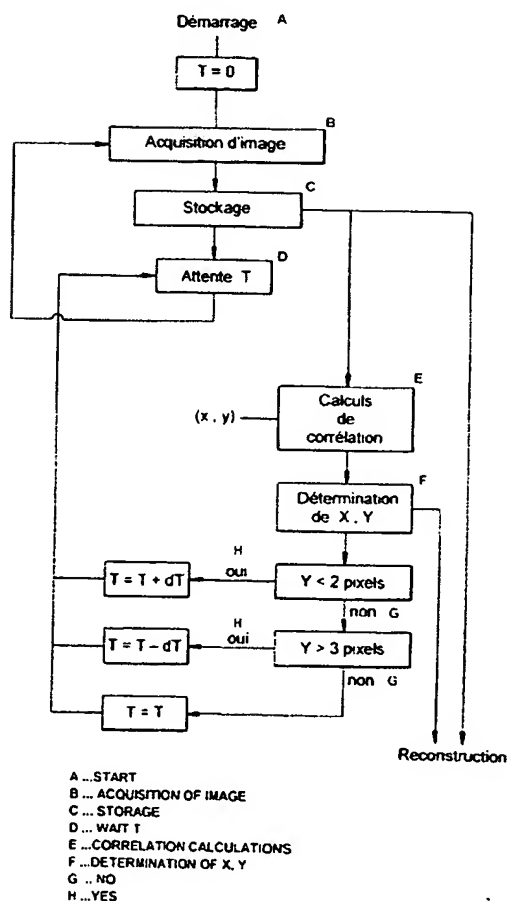 Démarrage A
T = 0
B
Acquisition d'image
C
Stockage
D
Attente T
E
(x , y)
Calculs
de
corrélation
F
Détermination
de X , Y
H
oui
T = T + dT
Y < 2 pixels
non G
H
oui
T = T – dT
Y > 3 pixels
non G
T = T
Reconstruction
A ...START
B ... ACQUISITION OF IMAGE
C ... STORAGE
D ... WAIT T
E ...CORRELATION CALCULATIONS
F ...DETERMINATION OF X, Y
G .. NO
H ...YES